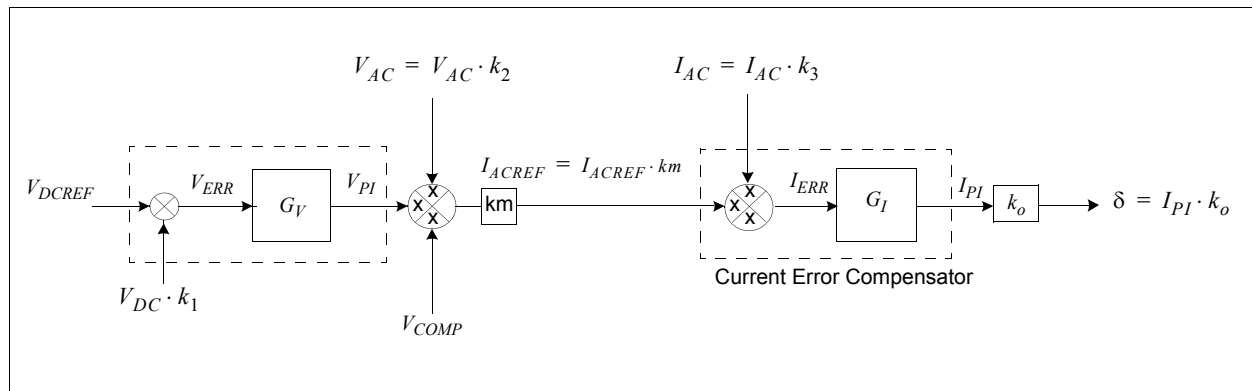 V_AC = V_AC · k_2
I_AC = I_AC · k_3
V_DCREF
V_ERR
G_V
V_PI
x x x x
I_ACREF = I_ACREF · km
km
x x x x
I_ERR
G_I
I_PI
k_o
δ = I_PI · k_o
V_DC · k_1
V_COMP
Current Error Compensator